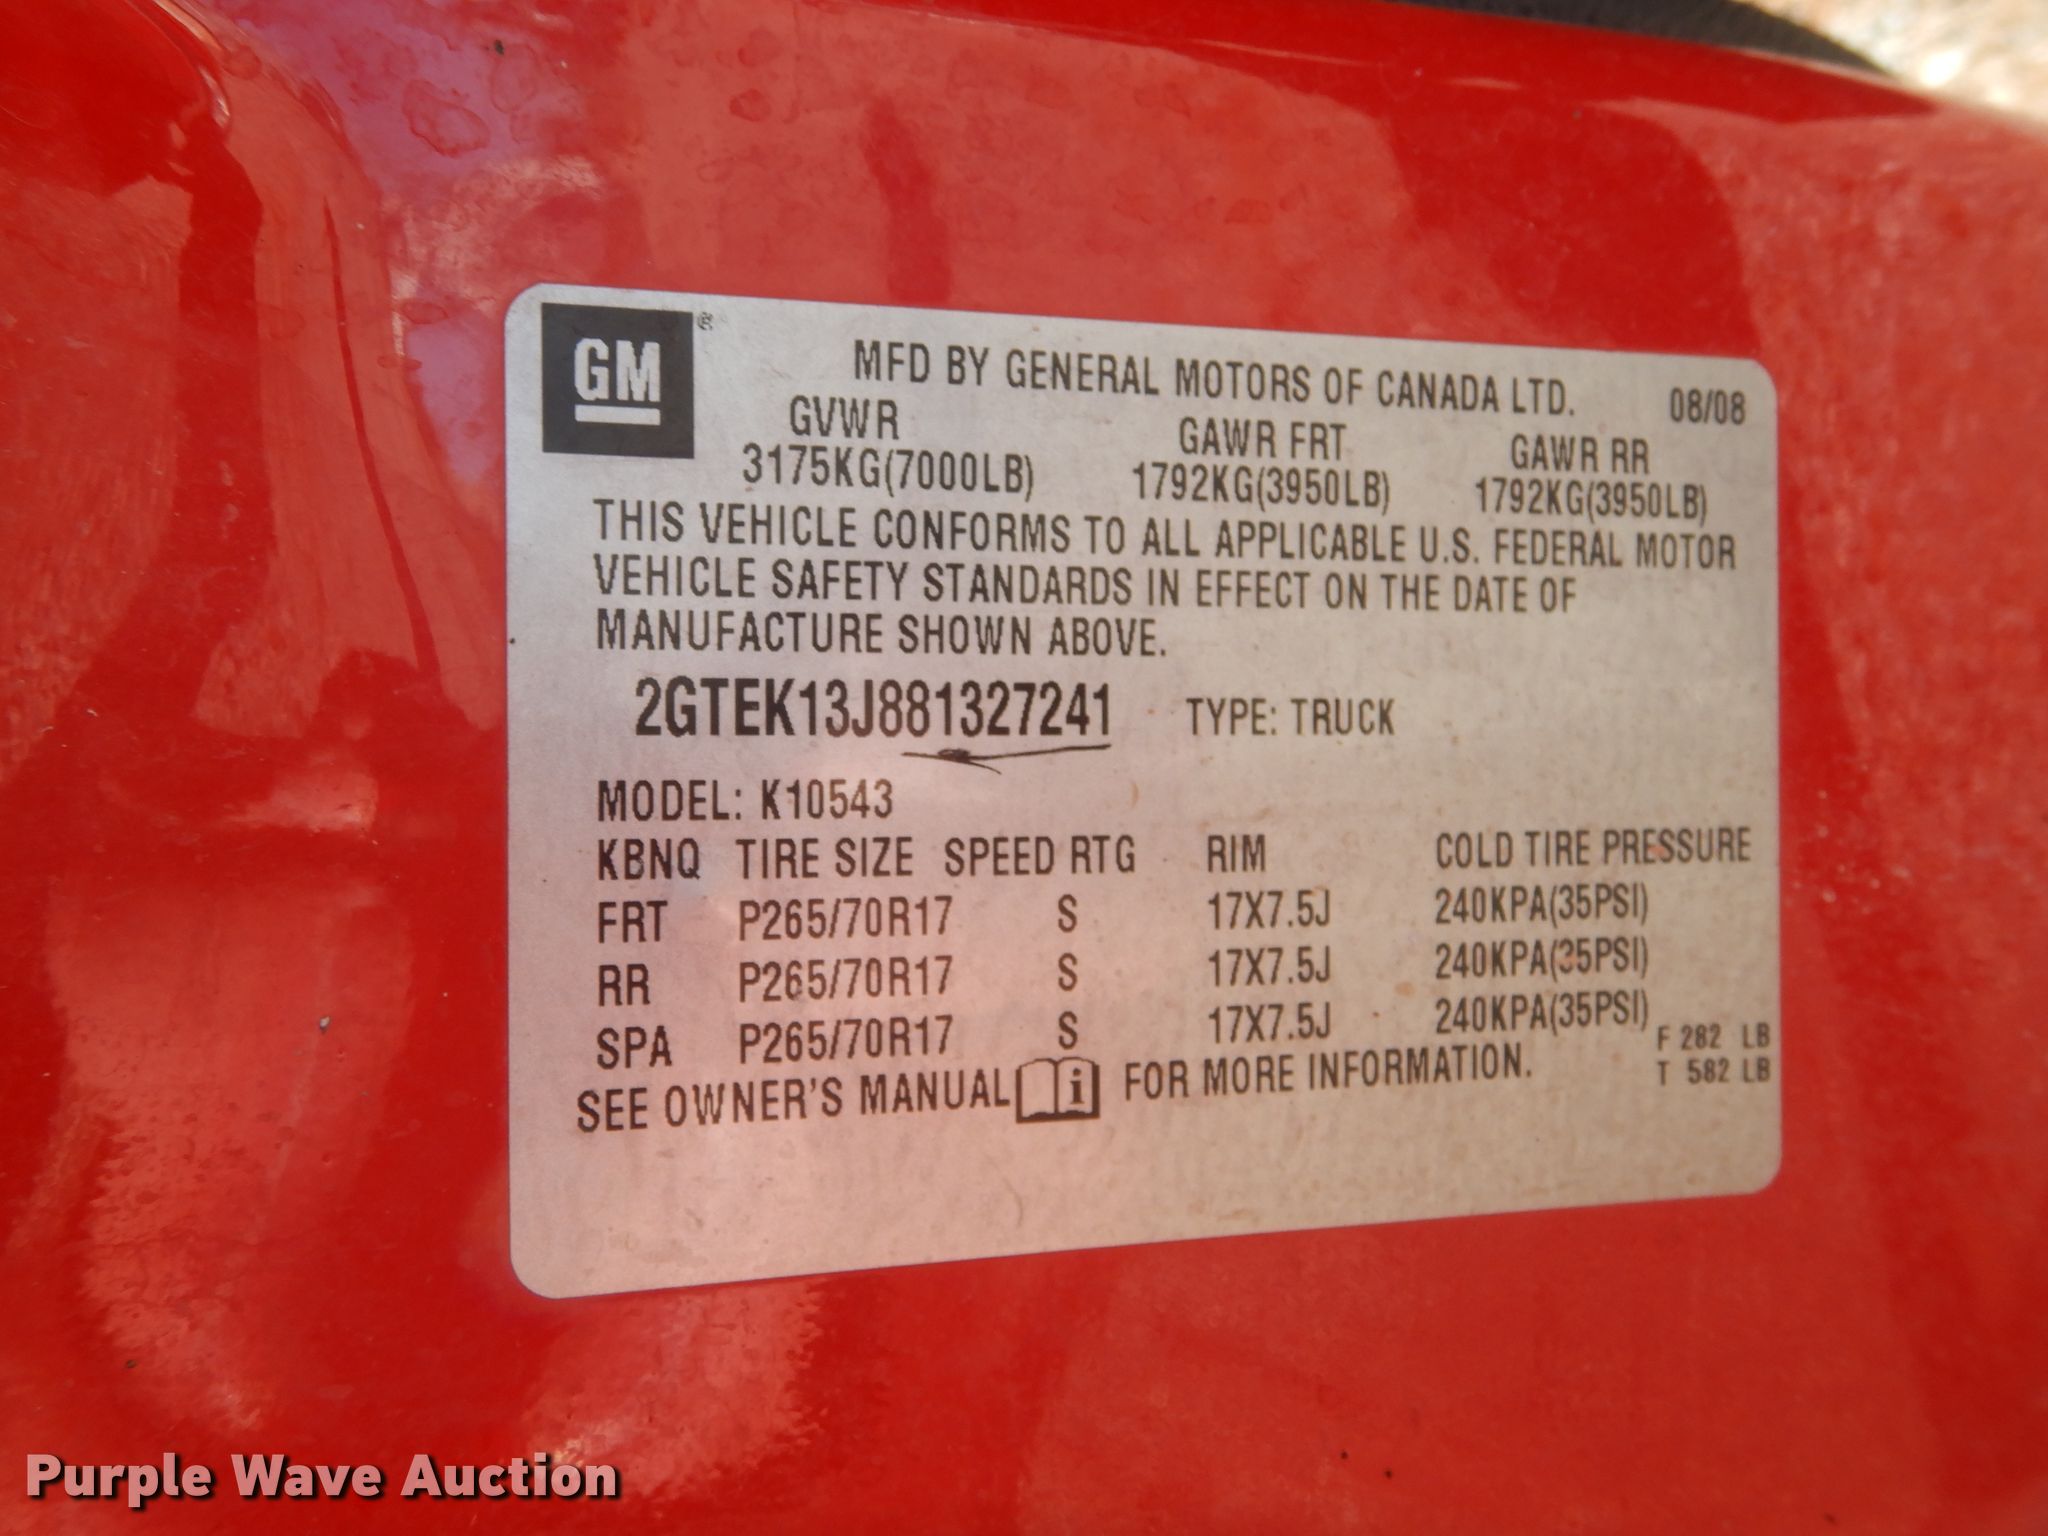 GM®
MFD BY GENERAL MOTORS OF CANADA LTD. 08/08
GVWR GAWR FRT GAWR RR
3175KG(7000LB) 1792KG(3950LB) 1792KG(3950LB)
THIS VEHICLE CONFORMS TO ALL APPLICABLE U.S. FEDERAL MOTOR
VEHICLE SAFETY STANDARDS IN EFFECT ON THE DATE OF
MANUFACTURE SHOWN ABOVE.
2GTEK13J881327241 TYPE: TRUCK
MODEL: K10543
KBNQ TIRE SIZE SPEED RTG RIM COLD TIRE PRESSURE
FRT P265/70R17 S 17X7.5J 240KPA(35PSI)
RR P265/70R17 S 17X7.5J 240KPA(35PSI)
SPA P265/70R17 S 17X7.5J 240KPA(35PSI)
F 282 LB
T 582 LB
SEE OWNER'S MANUAL i FOR MORE INFORMATION.
Purple Wave Auction